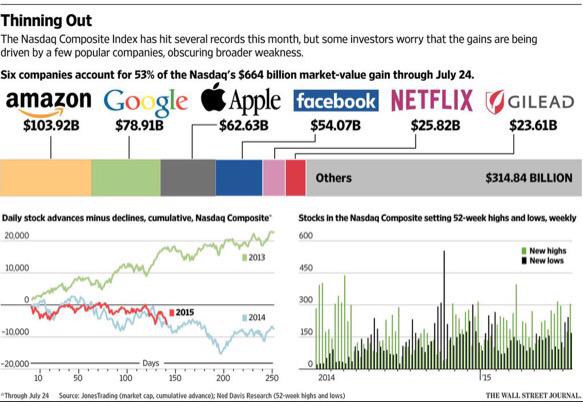 Thinning Out
The Nasdaq Composite Index has hit several records this month, but some investors worry that the gains are being
driven by a few popular companies, obscuring broader weakness.
Six companies account for 53% of the Nasdaq's $664 billion market-value gain through July 24.
amazon Google Apple facebook NETFLIX GILEAD
$103.92B $78.91B $62.63B $54.07B $25.82B $23.61B
Others $314.84 BILLION
Daily stock advances minus declines, cumulative, Nasdaq Composite*
20,000
2013
10,000
0
2015
2014
-10,000
-20,000
Days
10 50 100 150 200 250
Stocks in the Nasdaq Composite setting 52-week highs and lows, weekly
600
New highs
New lows
450
300
150
0
2014 '15
*Through July 24 Source: JonesTrading (market cap, cumulative advance); Ned Davis Research (52-week highs and lows)
THE WALL STREET JOURNAL.